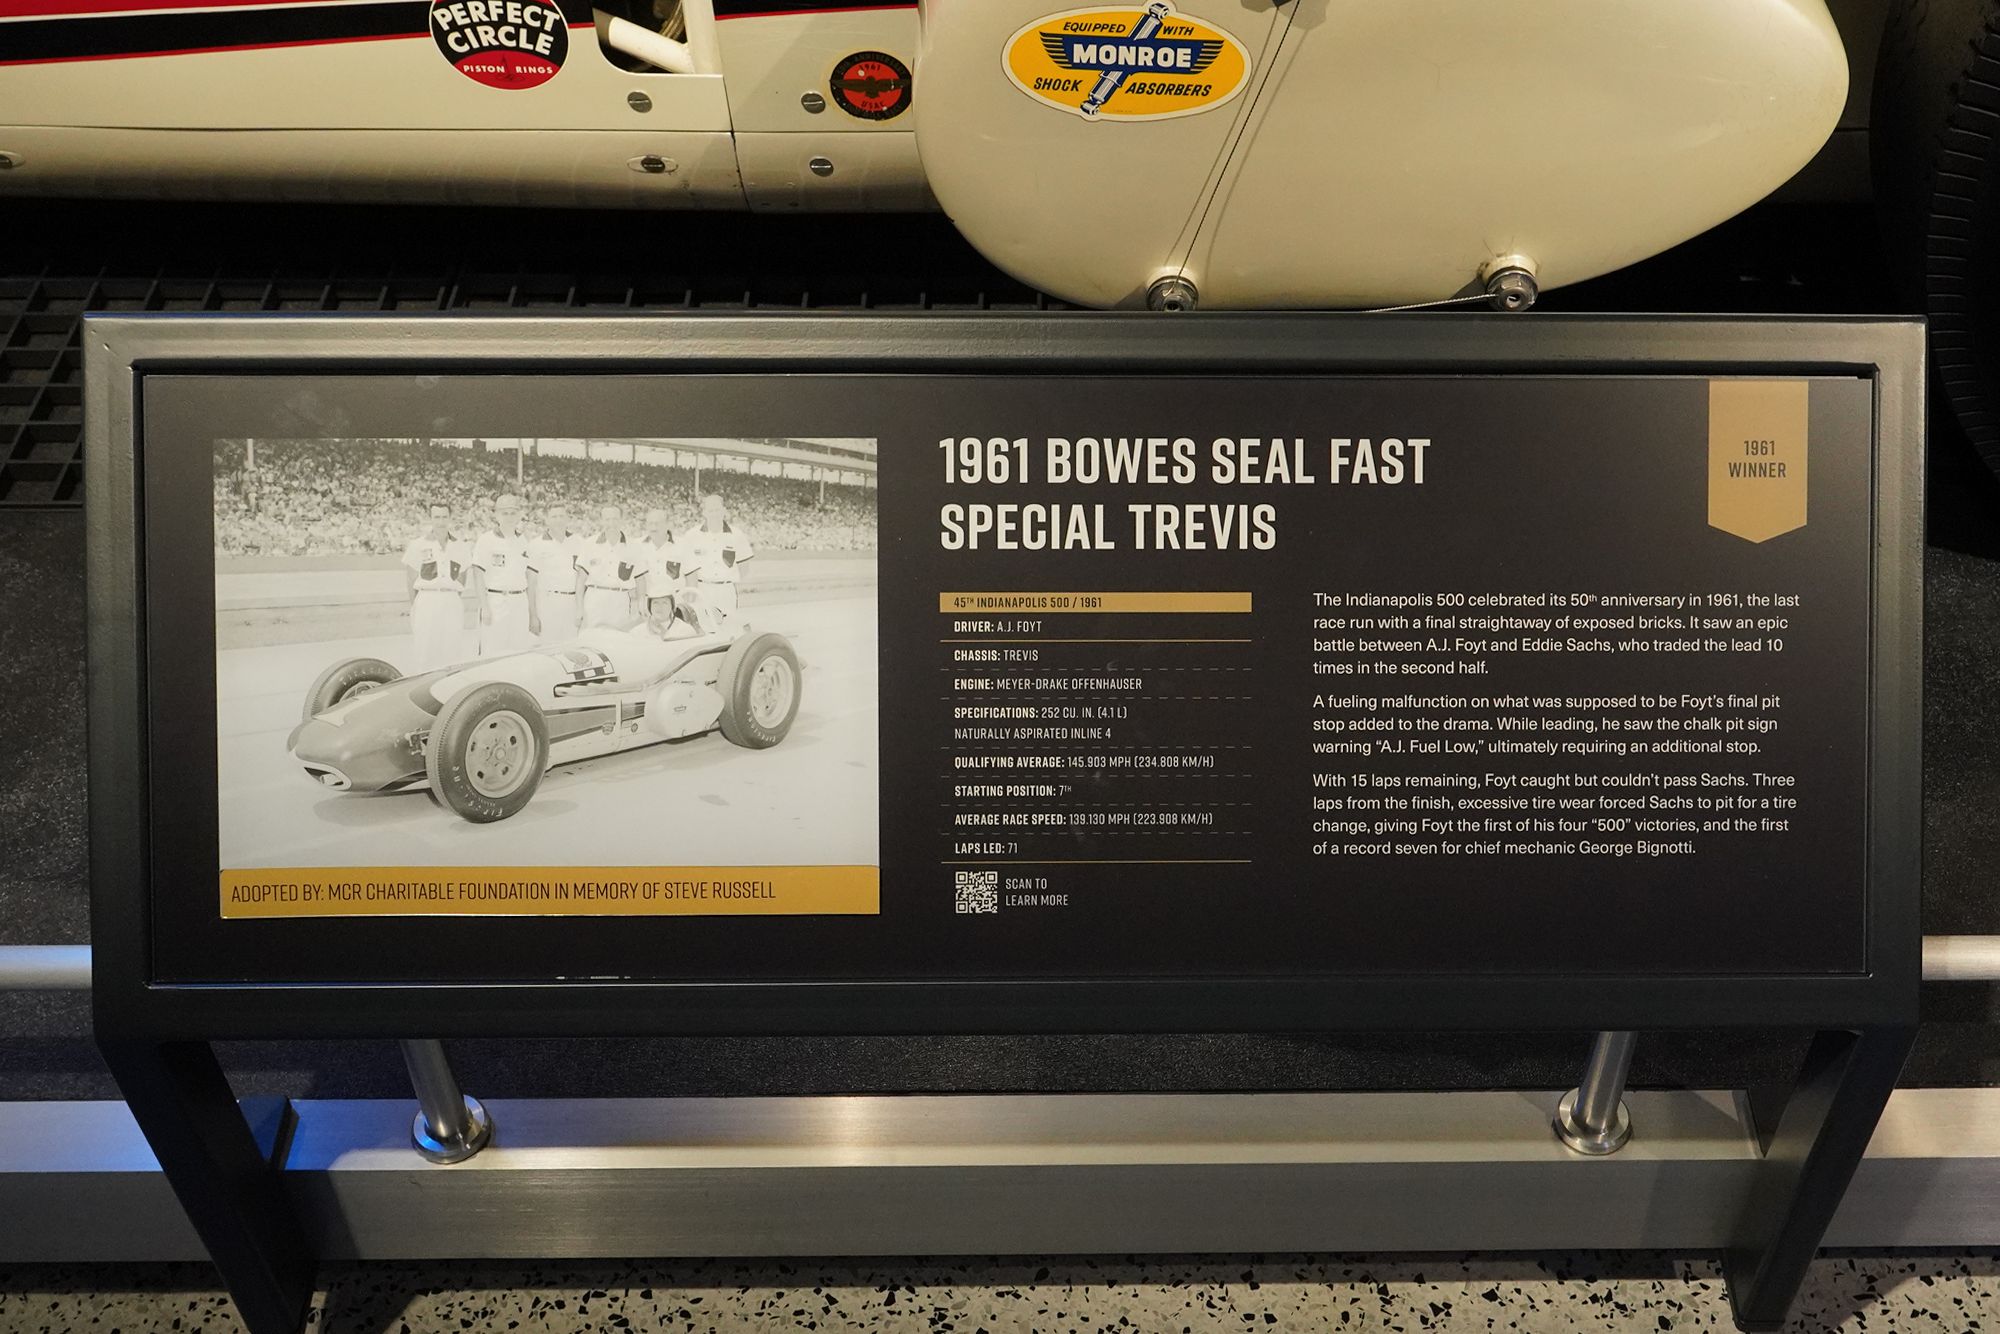 PERFECT
CIRCLE
PISTON RINGS
1961
USAC
EQUIPPED WITH
MONROE
SHOCK ABSORBERS
1961 BOWES SEAL FAST
SPECIAL TREVIS
1961
WINNER
45TH INDIANAPOLIS 500 / 1961
DRIVER: A.J. FOYT
CHASSIS: TREVIS
ENGINE: MEYER-DRAKE OFFENHAUSER
SPECIFICATIONS: 252 CU. IN. (4.1 L)
NATURALLY ASPIRATED INLINE 4
QUALIFYING AVERAGE: 145.903 MPH (234.808 KM/H)
STARTING POSITION: 7TH
AVERAGE RACE SPEED: 139.130 MPH (223.908 KM/H)
LAPS LED: 71
SCAN TO
LEARN MORE
The Indianapolis 500 celebrated its 50th anniversary in 1961, the last
race run with a final straightaway of exposed bricks. It saw an epic
battle between A.J. Foyt and Eddie Sachs, who traded the lead 10
times in the second half.
A fueling malfunction on what was supposed to be Foyt's final pit
stop added to the drama. While leading, he saw the chalk pit sign
warning “A.J. Fuel Low,” ultimately requiring an additional stop.
With 15 laps remaining, Foyt caught but couldn't pass Sachs. Three
laps from the finish, excessive tire wear forced Sachs to pit for a tire
change, giving Foyt the first of his four “500” victories, and the first
of a record seven for chief mechanic George Bignotti.
ADOPTED BY: MCR CHARITABLE FOUNDATION IN MEMORY OF STEVE RUSSELL